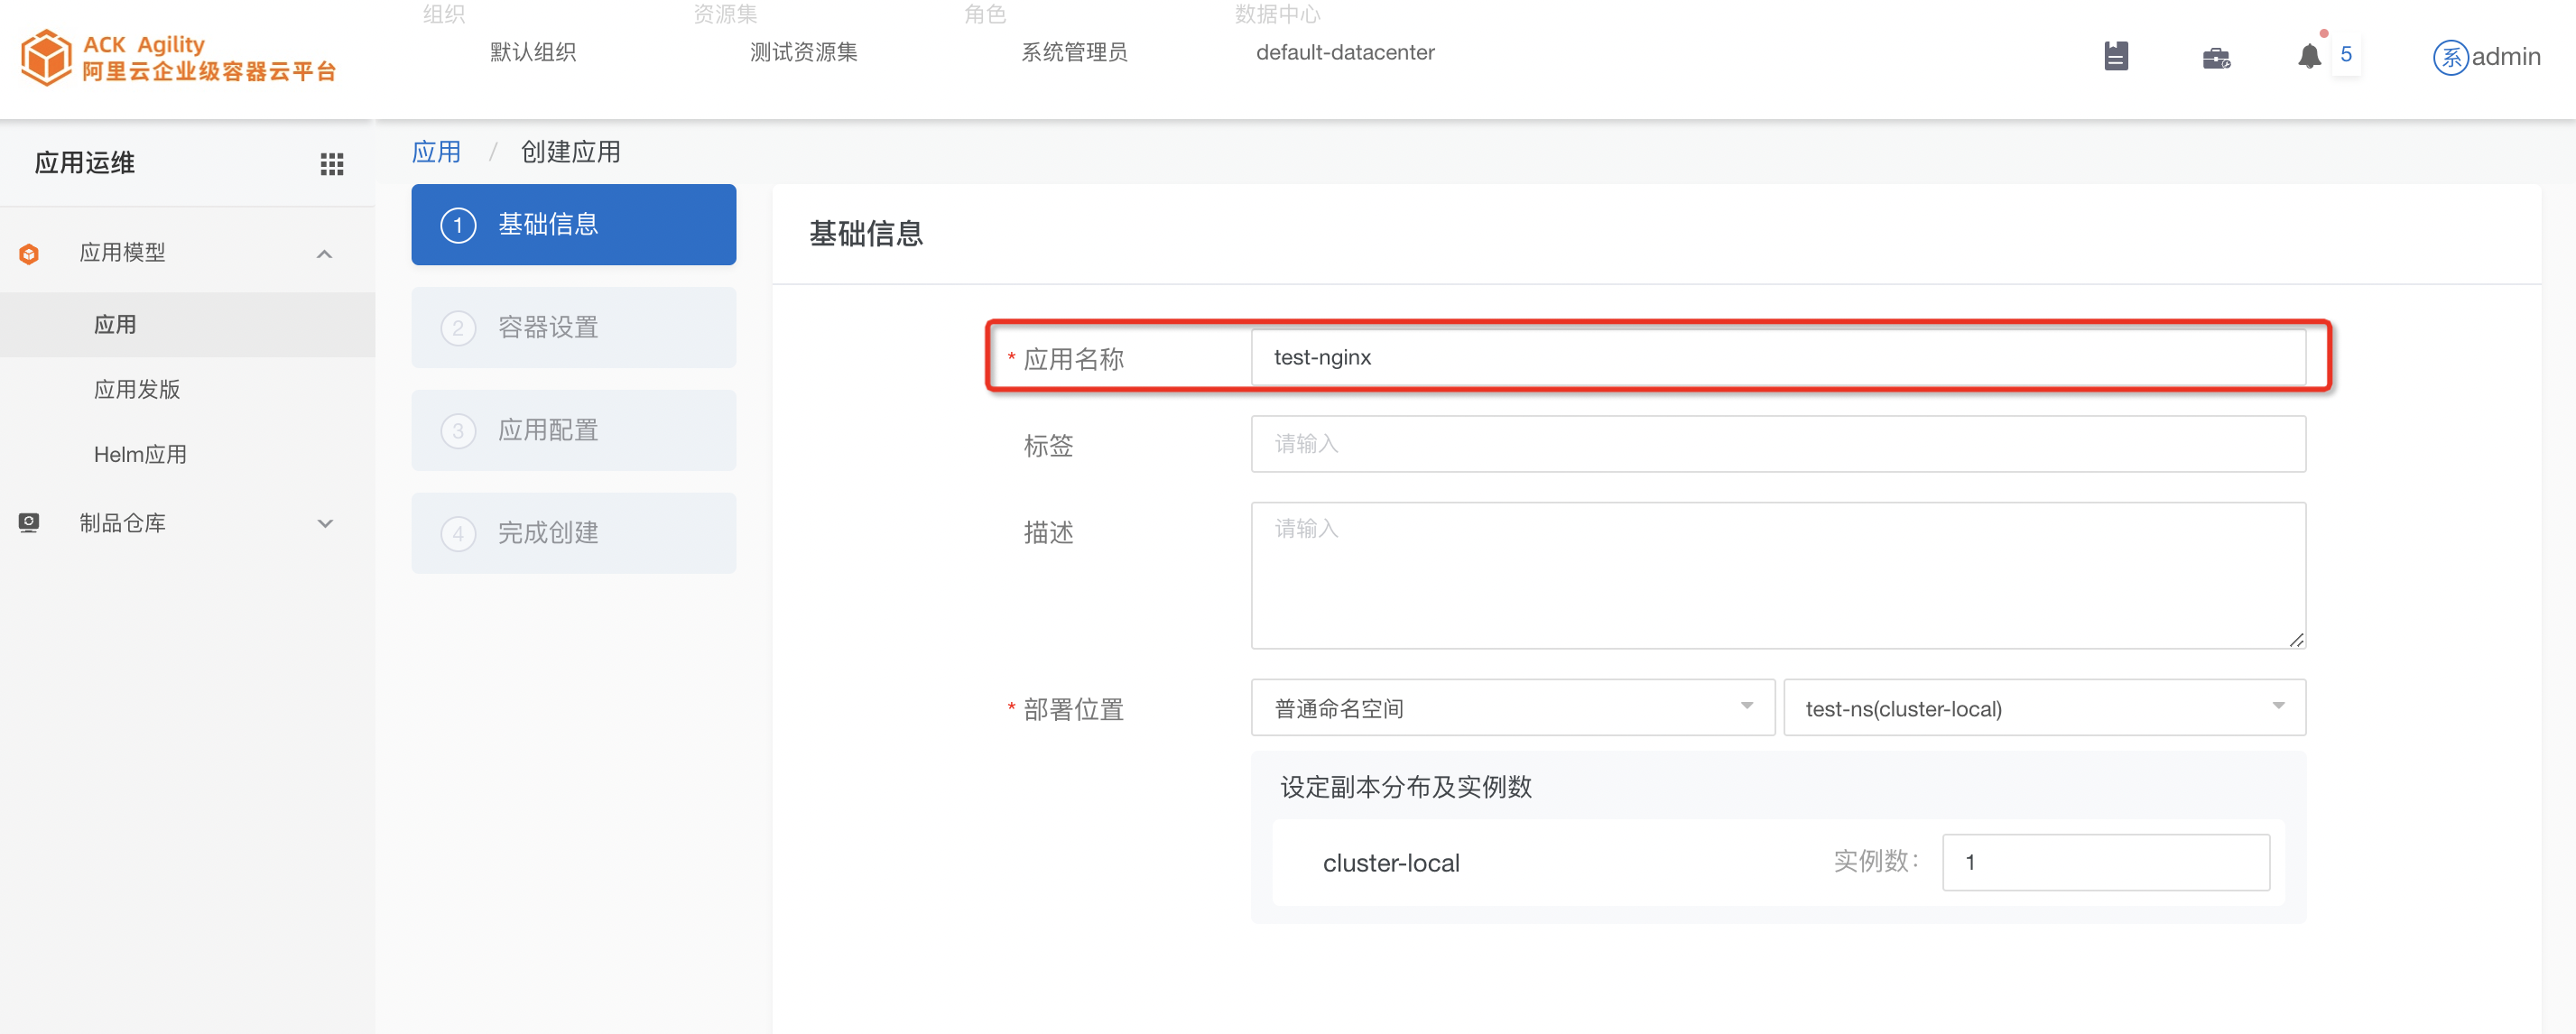 组织 资源集 角色 数据中心
ACK Agility
阿里云企业级容器云平台
默认组织 测试资源集 系统管理员 default-datacenter
5
系 admin
应用运维
应用 / 创建应用
应用模型
应用
应用发版
Helm应用
制品仓库
1 基础信息
2 容器设置
3 应用配置
4 完成创建
基础信息
* 应用名称 test-nginx
标签 请输入
描述 请输入
* 部署位置 普通命名空间 test-ns(cluster-local)
设定副本分布及实例数
cluster-local 实例数: 1